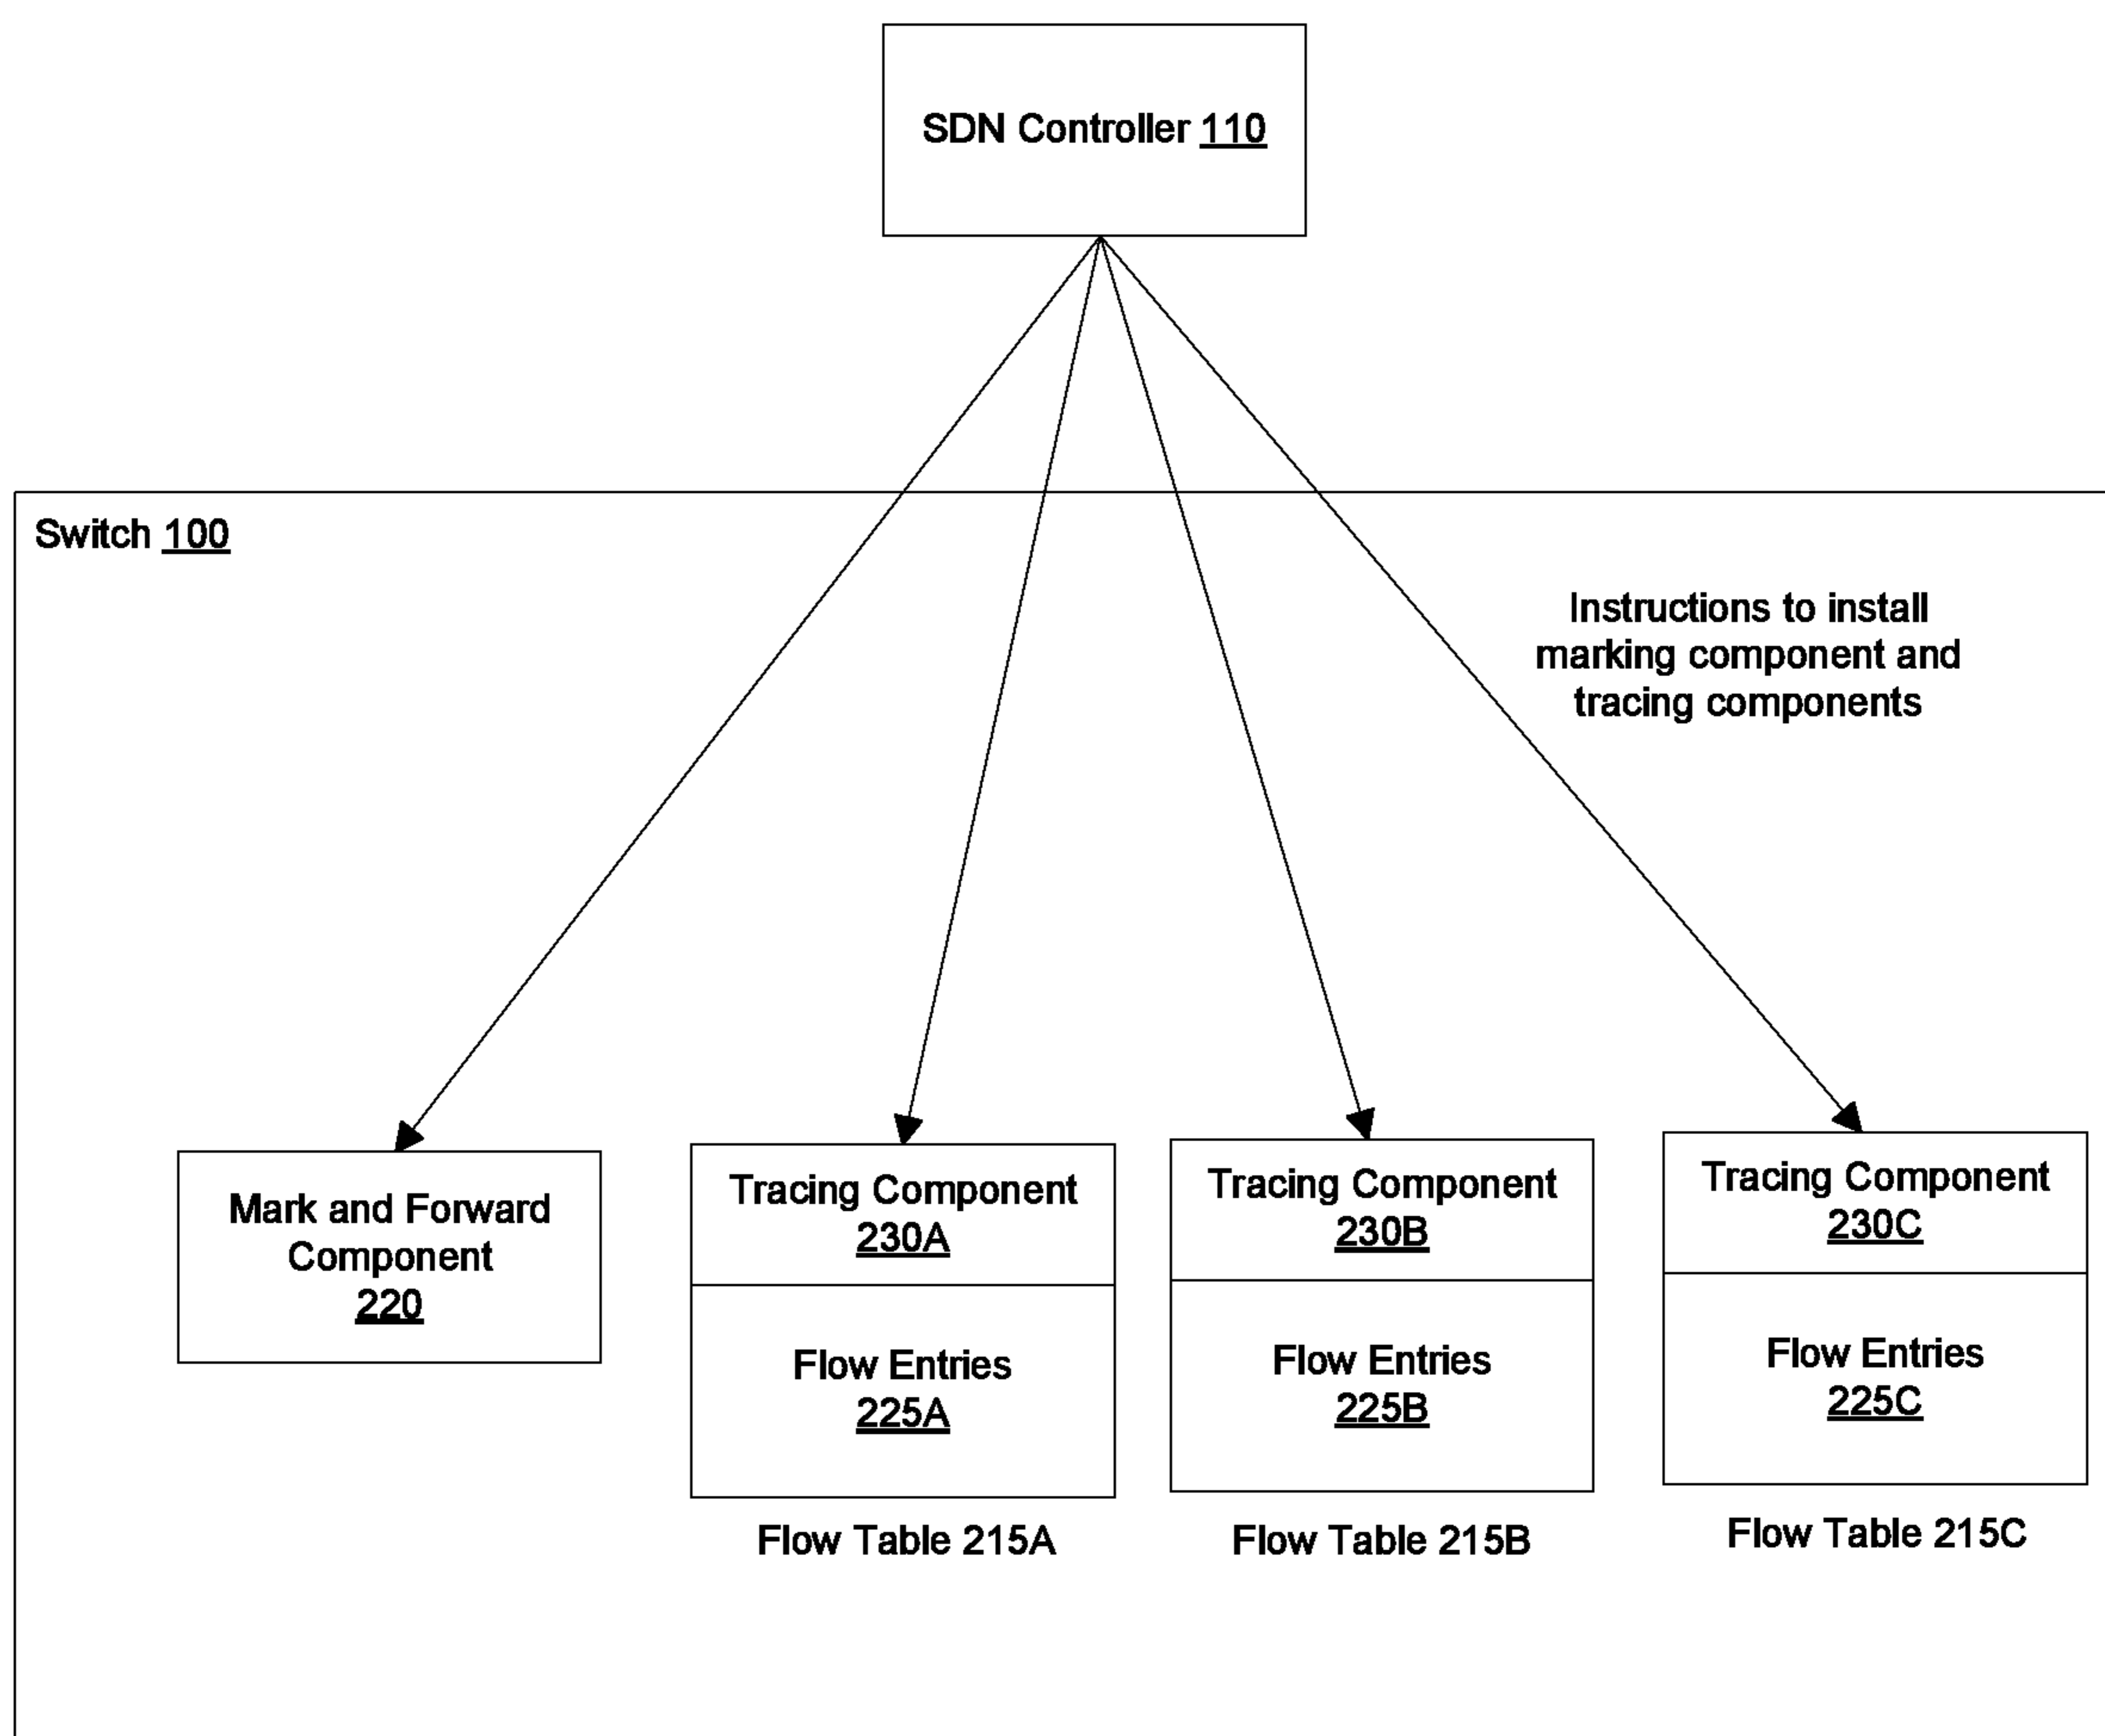 SDN Controller 110
Switch 100
Instructions to install
marking component and
tracing components
Mark and Forward
Component
220
Tracing Component
230A
Flow Entries
225A
Flow Table 215A
Tracing Component
230B
Flow Entries
225B
Flow Table 215B
Tracing Component
230C
Flow Entries
225C
Flow Table 215C